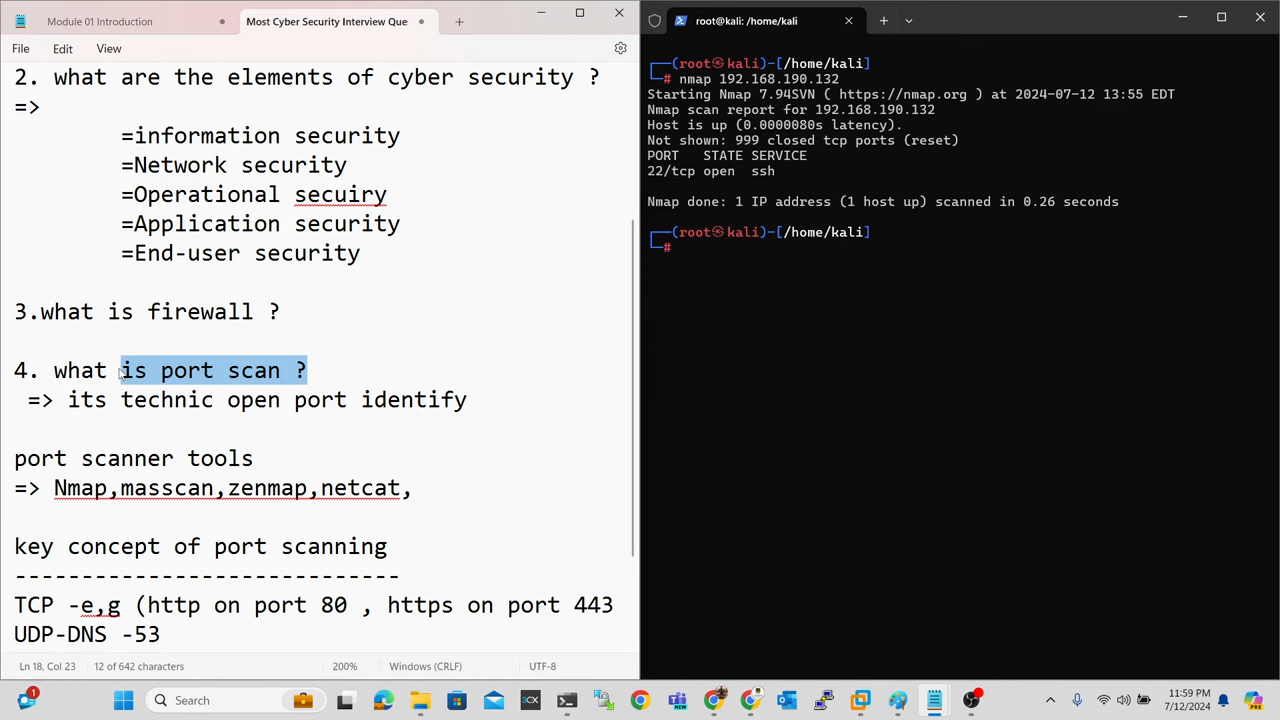 Module 01 Introduction
Most Cyber Security Interview Que
File Edit View
2. what are the elements of cyber security ?
=>
=information security
=Network security
=Operational secuiry
=Application security
=End-user security
3.what is firewall ?
4. what is port scan ?
=> its technic open port identify
port scanner tools
=> Nmap,masscan,zenmap,netcat,
key concept of port scanning
-----------------------------
TCP -e,g (http on port 80 , https on port 443
UDP-DNS -53
Ln 18, Col 23 12 of 642 characters 200% Windows (CRLF) UTF-8
root@kali: /home/kali
┌──(root㉿kali)-[/home/kali]
└─# nmap 192.168.190.132
Starting Nmap 7.94SVN ( https://nmap.org ) at 2024-07-12 13:55 EDT
Nmap scan report for 192.168.190.132
Host is up (0.0000080s latency).
Not shown: 999 closed tcp ports (reset)
PORT STATE SERVICE
22/tcp open ssh
Nmap done: 1 IP address (1 host up) scanned in 0.26 seconds
┌──(root㉿kali)-[/home/kali]
└─#
Search
11:59 PM
7/12/2024